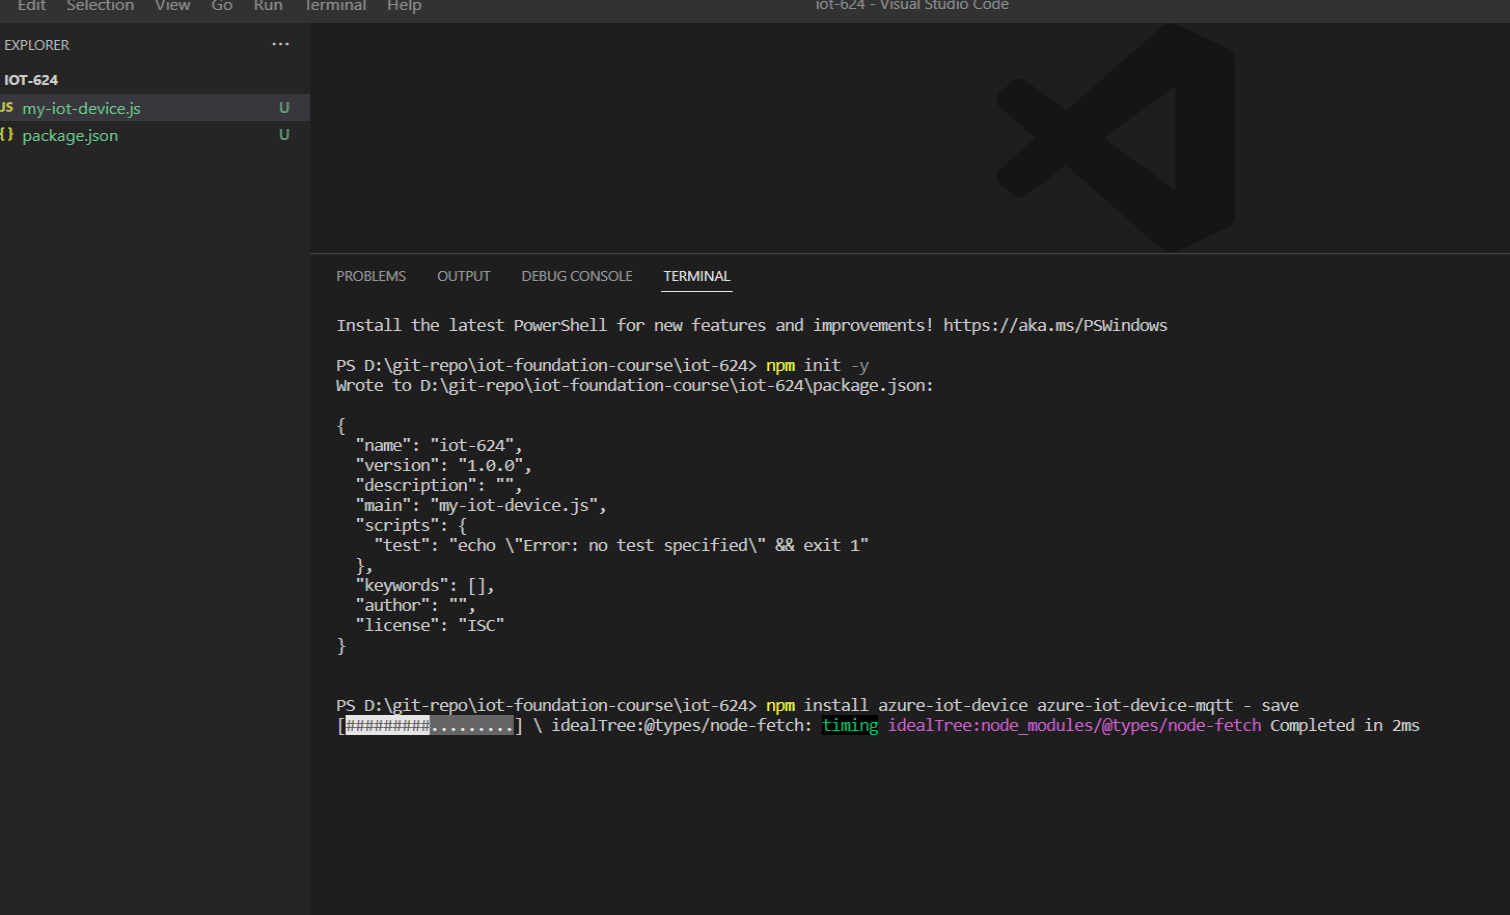 Edit Selection View Go Run Terminal Help iot-624 - Visual Studio Code
EXPLORER ···
IOT-624
JS my-iot-device.js U
{} package.json U
PROBLEMS OUTPUT DEBUG CONSOLE TERMINAL
Install the latest PowerShell for new features and improvements! https://aka.ms/PSWindows
PS D:\git-repo\iot-foundation-course\iot-624> npm init -y
Wrote to D:\git-repo\iot-foundation-course\iot-624\package.json:
{
"name": "iot-624",
"version": "1.0.0",
"description": "",
"main": "my-iot-device.js",
"scripts": {
"test": "echo \"Error: no test specified\" && exit 1"
},
"keywords": [],
"author": "",
"license": "ISC"
}
PS D:\git-repo\iot-foundation-course\iot-624> npm install azure-iot-device azure-iot-device-mqtt - save
[#########.........] \ idealTree:@types/node-fetch: timing idealTree:node_modules/@types/node-fetch Completed in 2ms